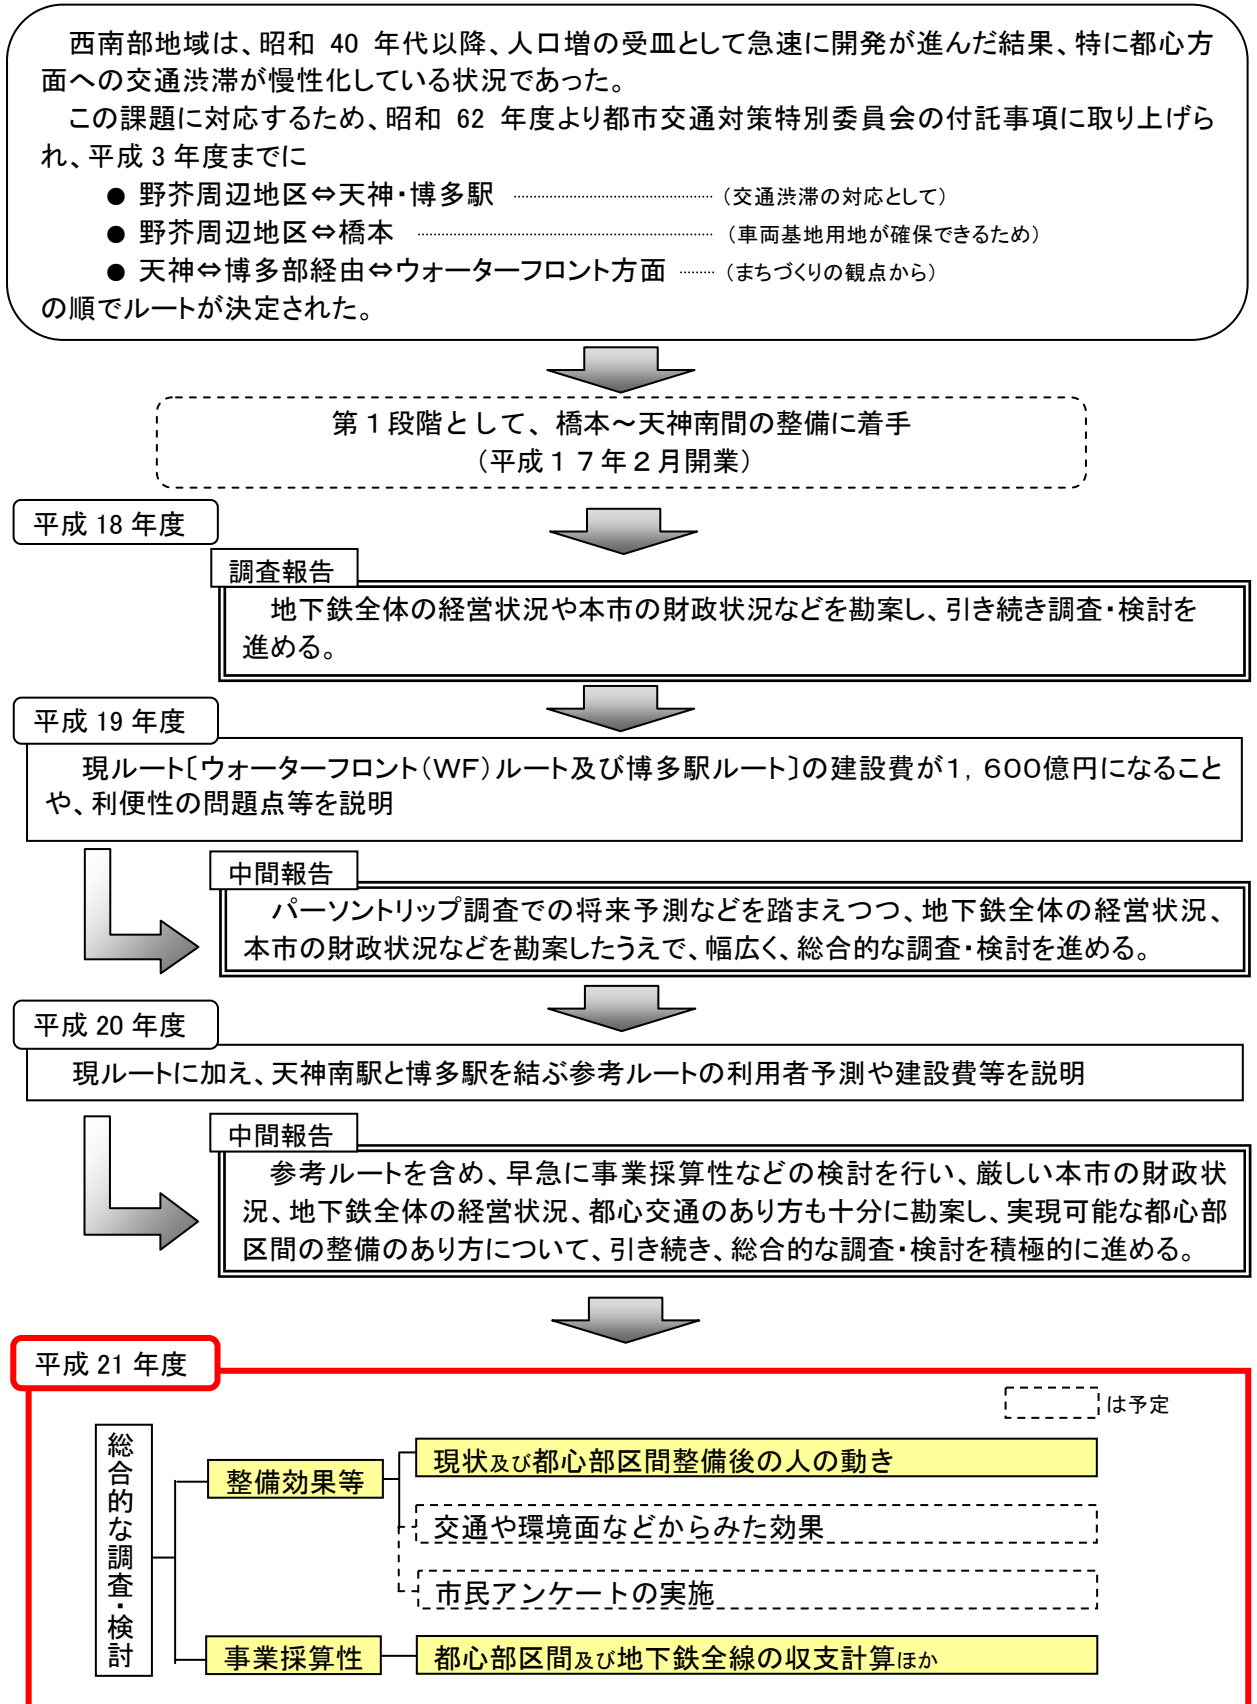 西南部地域は、昭和 40 年代以降、人口増の受皿として急速に開発が進んだ結果、特に都心方
面への交通渋滞が慢性化している状況であった。
この課題に対応するため、昭和 62 年度より都市交通対策特別委員会の付託事項に取り上げら
れ、平成 3 年度までに
● 野芥周辺地区⇔天神・博多駅 ………………………… (交通渋滞の対応として)
● 野芥周辺地区⇔橋本 ……………………………………… (車両基地用地が確保できるため)
● 天神⇔博多部経由⇔ウォーターフロント方面 ……… (まちづくりの観点から)
の順でルートが決定された。
第1段階として、橋本～天神南間の整備に着手
(平成17年2月開業)
平成 18 年度
調査報告
地下鉄全体の経営状況や本市の財政状況などを勘案し、引き続き調査・検討を
進める。
平成 19 年度
現ルート〔ウォーターフロント(WF)ルート及び博多駅ルート〕の建設費が1,600億円になること
や、利便性の問題点等を説明
中間報告
パーソントリップ調査での将来予測などを踏まえつつ、地下鉄全体の経営状況、
本市の財政状況などを勘案したうえで、幅広く、総合的な調査・検討を進める。
平成 20 年度
現ルートに加え、天神南駅と博多駅を結ぶ参考ルートの利用者予測や建設費等を説明
中間報告
参考ルートを含め、早急に事業採算性などの検討を行い、厳しい本市の財政状
況、地下鉄全体の経営状況、都心交通のあり方も十分に勘案し、実現可能な都心部
区間の整備のあり方について、引き続き、総合的な調査・検討を積極的に進める。
平成 21 年度
は予定
総合的な調査・検討
整備効果等
現状及び都心部区間整備後の人の動き
交通や環境面などからみた効果
市民アンケートの実施
事業採算性
都心部区間及び地下鉄全線の収支計算ほか